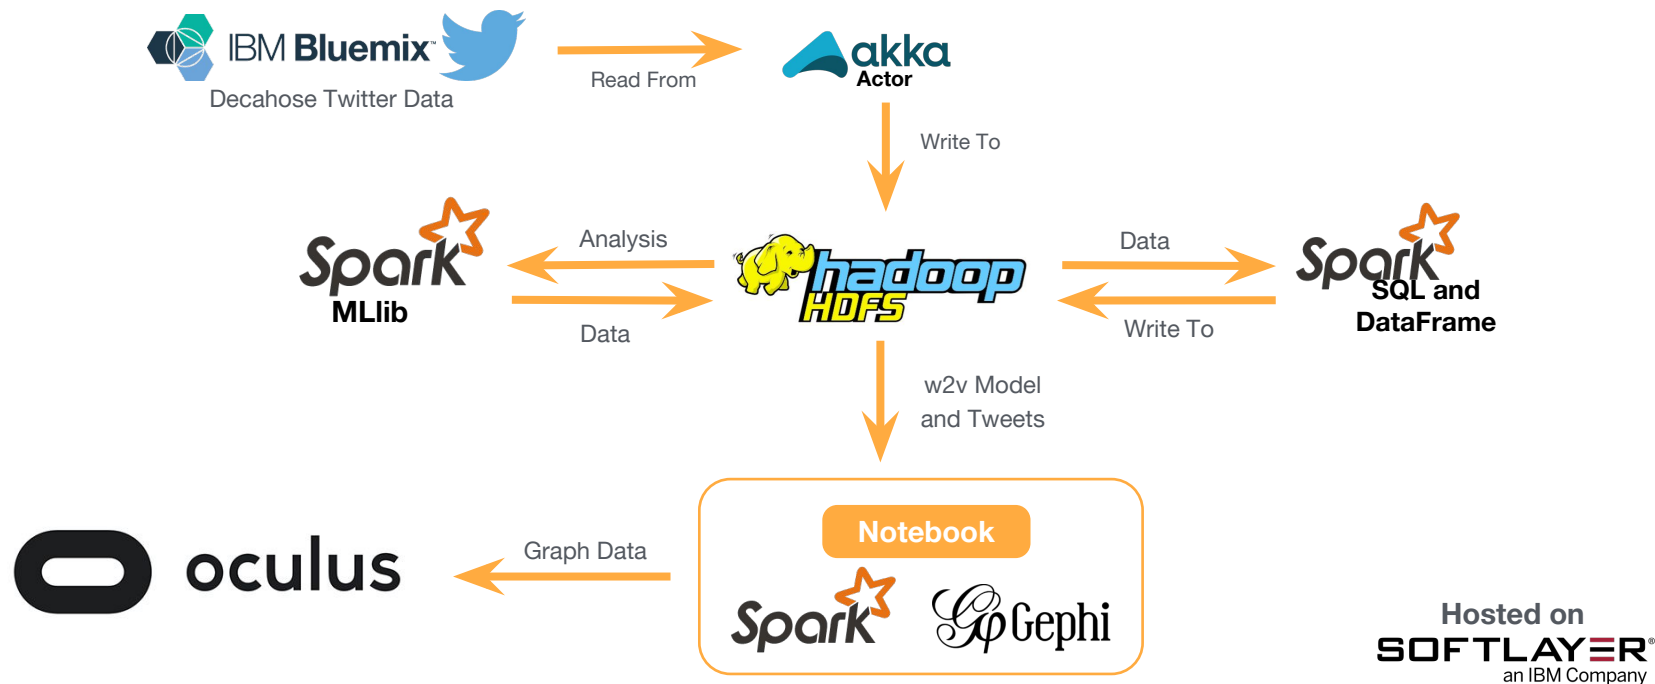 IBM Bluemix™
Decahose Twitter Data
Read From
akka
Actor
Write To
Spark
MLlib
Analysis
Data
hadoop
HDFS
Data
Write To
Spark
SQL and
DataFrame
w2v Model
and Tweets
oculus
Graph Data
Notebook
Spark
Gephi
Hosted on
SOFTLAYER®
an IBM Company